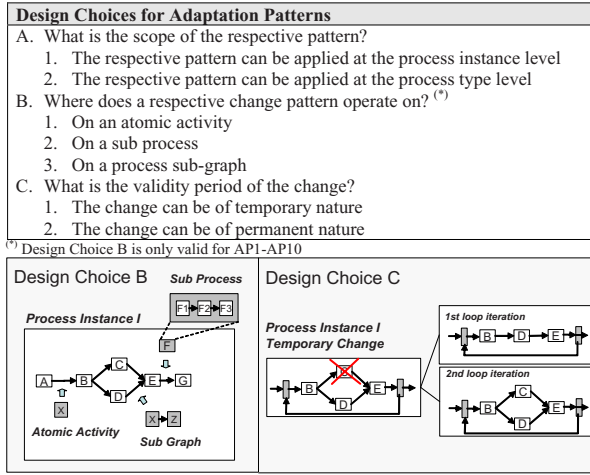 Design Choices for Adaptation Patterns
A. What is the scope of the respective pattern?
1. The respective pattern can be applied at the process instance level
2. The respective pattern can be applied at the process type level
B. Where does a respective change pattern operate on? (*)
1. On an atomic activity
2. On a sub process
3. On a process sub-graph
C. What is the validity period of the change?
1. The change can be of temporary nature
2. The change can be of permanent nature
(*) Design Choice B is only valid for AP1-AP10
Design Choice B
Sub Process
F1 F2 F3
Process Instance I
F
A B C D E G
X
X Z
Atomic Activity
Sub Graph
Design Choice C
Process Instance I
Temporary Change
B D E
1st loop iteration
B D E
2nd loop iteration
B C D E